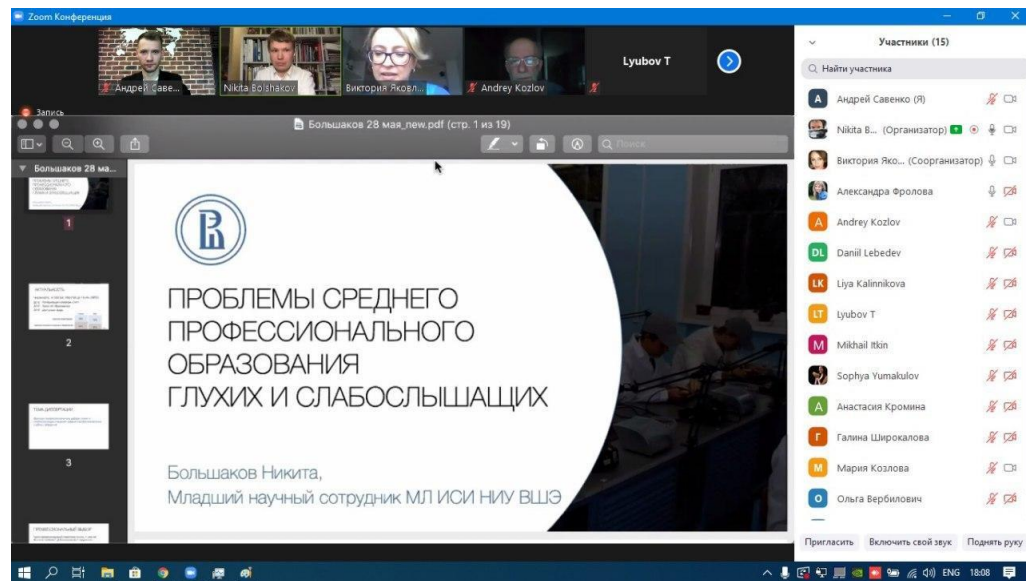 Zoom Конференция
Андрей Саве...
Nikita Bolshakov
Виктория Яковл...
Andrey Kozlov
Lyubov T
Запись
Большаков 28 мая_new.pdf (стр. 1 из 19)
Поиск
Большаков 28 ма...
1
2
3
ПРОБЛЕМЫ СРЕДНЕГО
ПРОФЕССИОНАЛЬНОГО
ОБРАЗОВАНИЯ
ГЛУХИХ И СЛАБОСЛЫШАЩИХ
Большаков Никита,
Младший научный сотрудник МЛ ИСИ НИУ ВШЭ
Участники (15)
Найти участника
А Андрей Савенко (Я)
Nikita B... (Организатор)
Виктория Яко... (Соорганизатор)
Александра Фролова
A Andrey Kozlov
DL Daniil Lebedev
LK Liya Kalinnikova
LT Lyubov T
M Mikhail Itkin
Sophya Yumakulov
А Анастасия Кромина
Г Галина Широкалова
М Мария Козлова
О Ольга Вербилович
Пригласить Включить свой звук Поднять руку
ENG 18:08